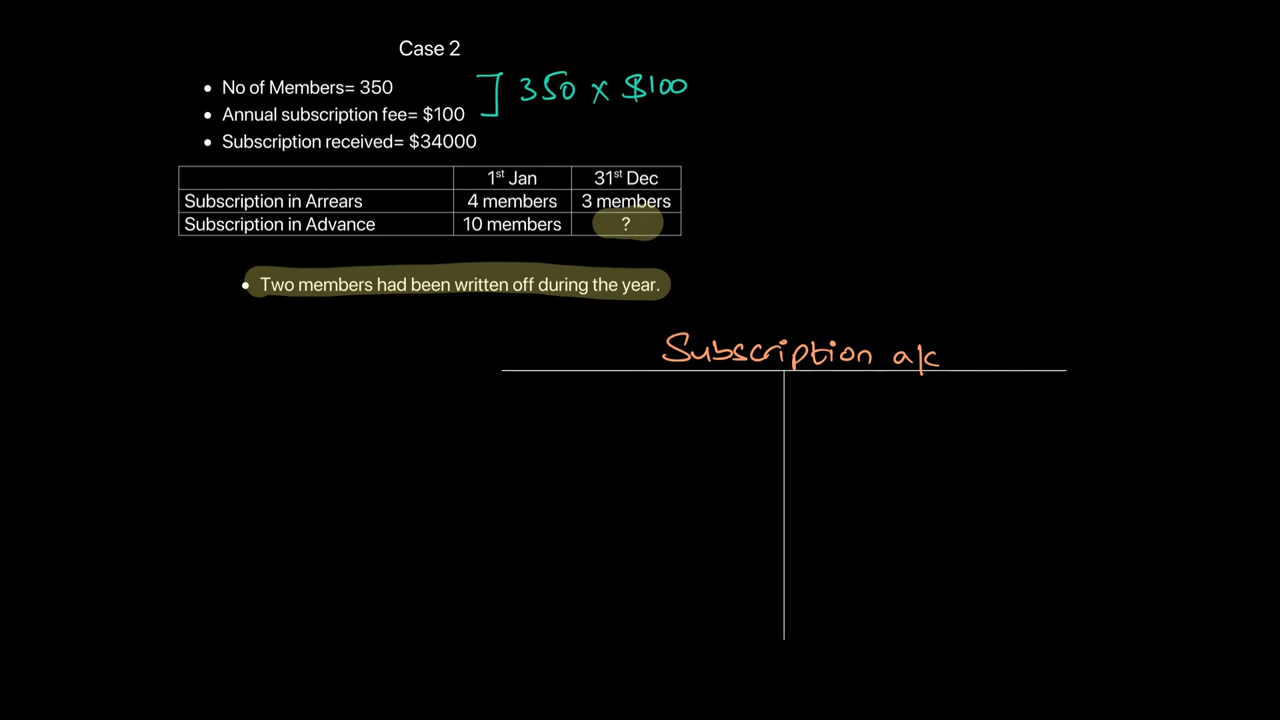 Case 2
• No of Members= 350
] 350 x $100
• Annual subscription fee= $100
• Subscription received= $34000
1st Jan 31st Dec
Subscription in Arrears 4 members 3 members
Subscription in Advance 10 members ?
• Two members had been written off during the year.
Subscription a/c